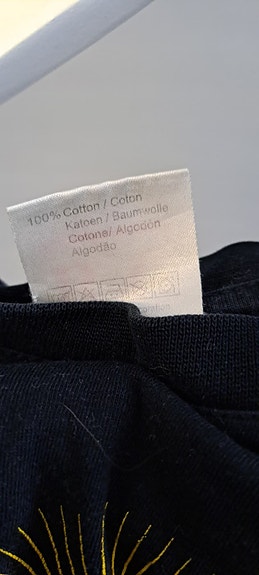 100% Cotton / Coton
Katoen / Baumwolle
Cotone/ Algodón
Algodão